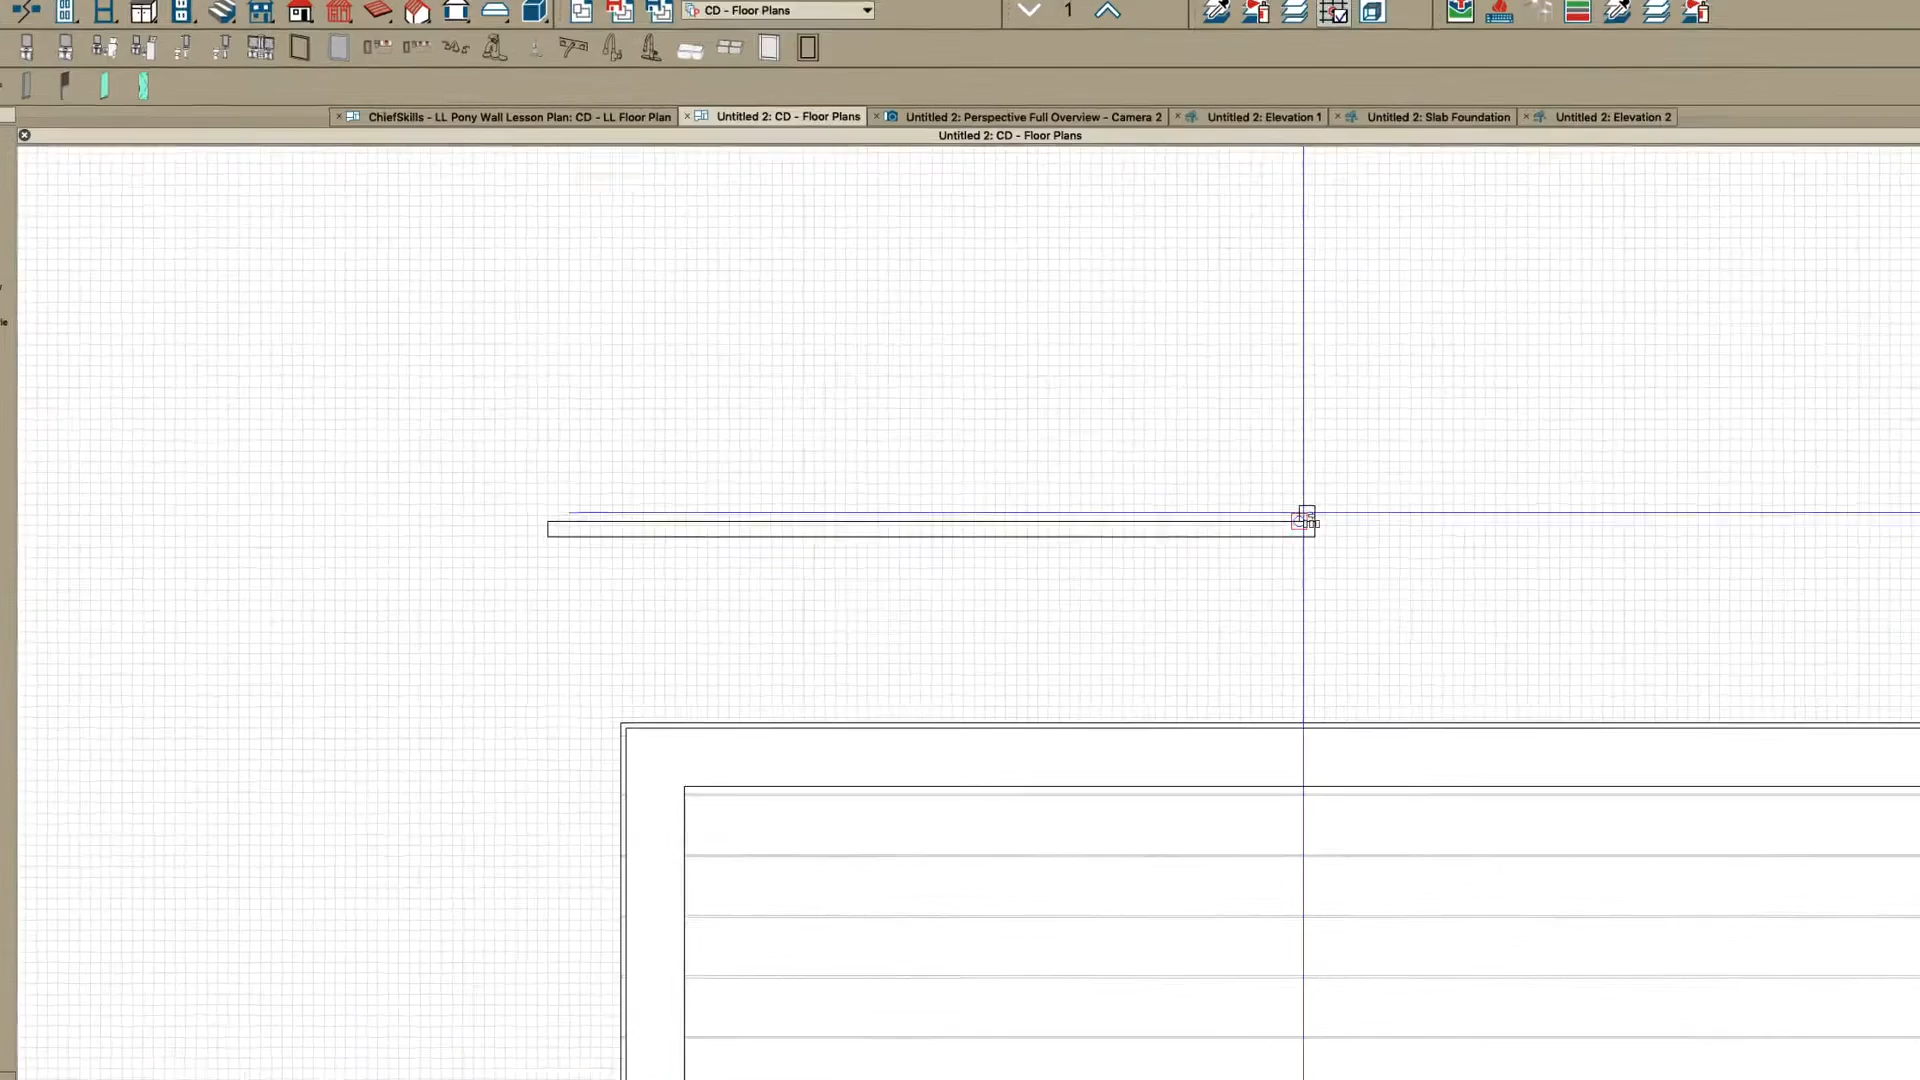 CD - Floor Plans
1
ChiefSkills - LL Pony Wall Lesson Plan: CD - LL Floor Plan
Untitled 2: CD - Floor Plans
Untitled 2: Perspective Full Overview - Camera 2
Untitled 2: Elevation 1
Untitled 2: Slab Foundation
Untitled 2: Elevation 2
Untitled 2: CD - Floor Plans